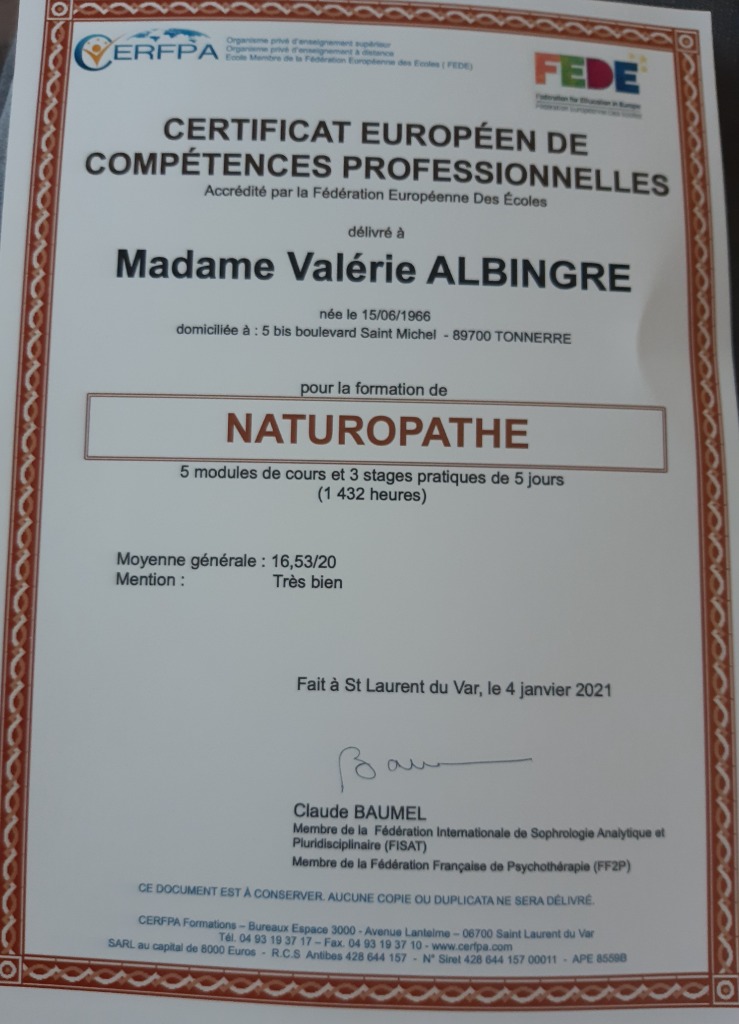 CERFPA
Organisme privé d'enseignement supérieur
Organisme privé d'enseignement à distance
Ecole Membre de la Fédération Européenne des Ecoles ( FEDE)
FEDE
Federation for EDucation in Europe
Fédération Européenne Des Ecoles
CERTIFICAT EUROPÉEN DE
COMPÉTENCES PROFESSIONNELLES
Accrédité par la Fédération Européenne Des Écoles
délivré à
Madame Valérie ALBINGRE
née le 15/06/1966
domiciliée à : 5 bis boulevard Saint Michel - 89700 TONNERRE
pour la formation de
NATUROPATHE
5 modules de cours et 3 stages pratiques de 5 jours
(1 432 heures)
Moyenne générale : 16,53/20
Mention : Très bien
Fait à St Laurent du Var, le 4 janvier 2021
Claude BAUMEL
Membre de la Fédération Internationale de Sophrologie Analytique et
Pluridisciplinaire (FISAT)
Membre de la Fédération Française de Psychothérapie (FF2P)
CE DOCUMENT EST À CONSERVER. AUCUNE COPIE OU DUPLICATA NE SERA DÉLIVRÉ.
CERFPA Formations – Bureaux Espace 3000 - Avenue Lantelme – 06700 Saint Laurent du Var
Tél. 04 93 19 37 17 – Fax. 04 93 19 37 10 - www.cerfpa.com
SARL au capital de 8000 Euros - R.C.S Antibes 428 644 157 - N° Siret 428 644 157 00011 - APE 8559B